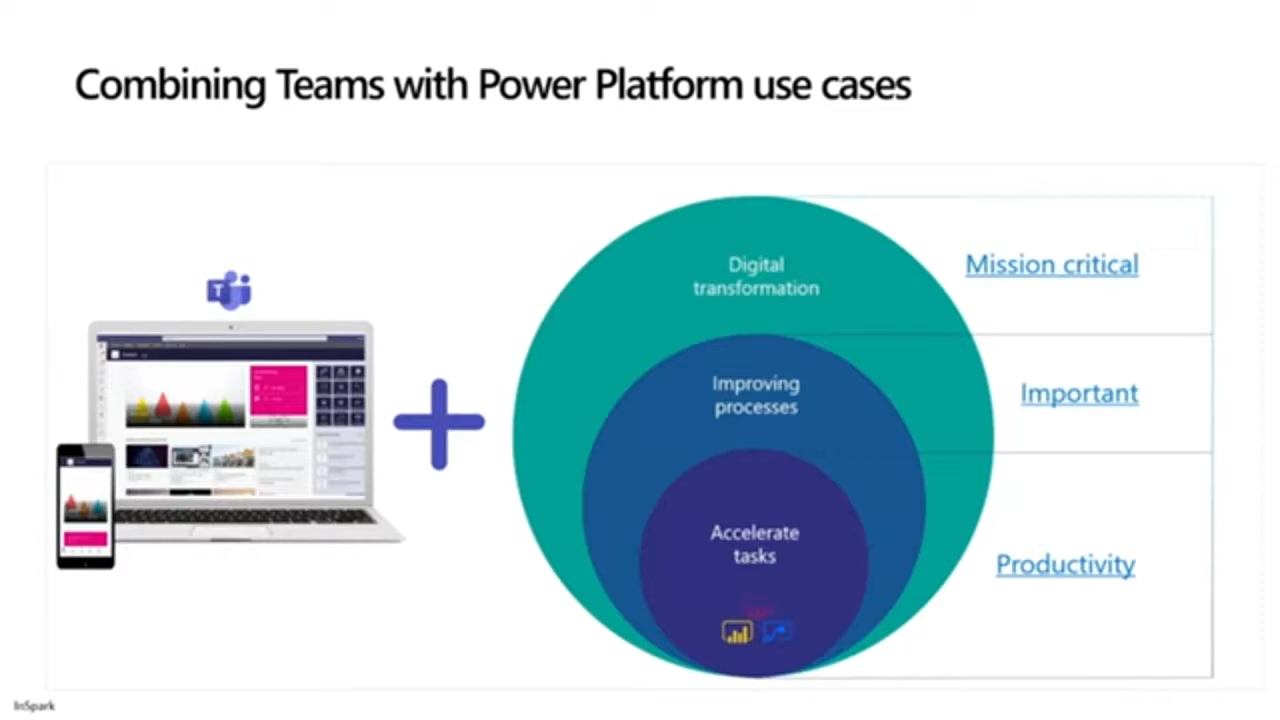 Combining Teams with Power Platform use cases
T
Digital
transformation
Mission critical
Improving
processes
Important
Accelerate
tasks
Productivity
InSpark